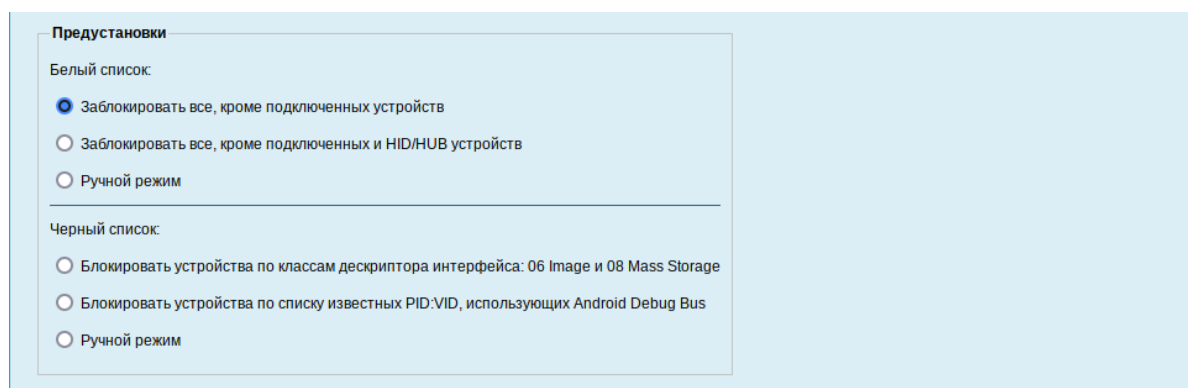 Предустановки
Белый список:
Заблокировать все, кроме подключенных устройств
Заблокировать все, кроме подключенных и HID/HUB устройств
Ручной режим
Черный список:
Блокировать устройства по классам дескриптора интерфейса: 06 Image и 08 Mass Storage
Блокировать устройства по списку известных PID:VID, использующих Android Debug Bus
Ручной режим